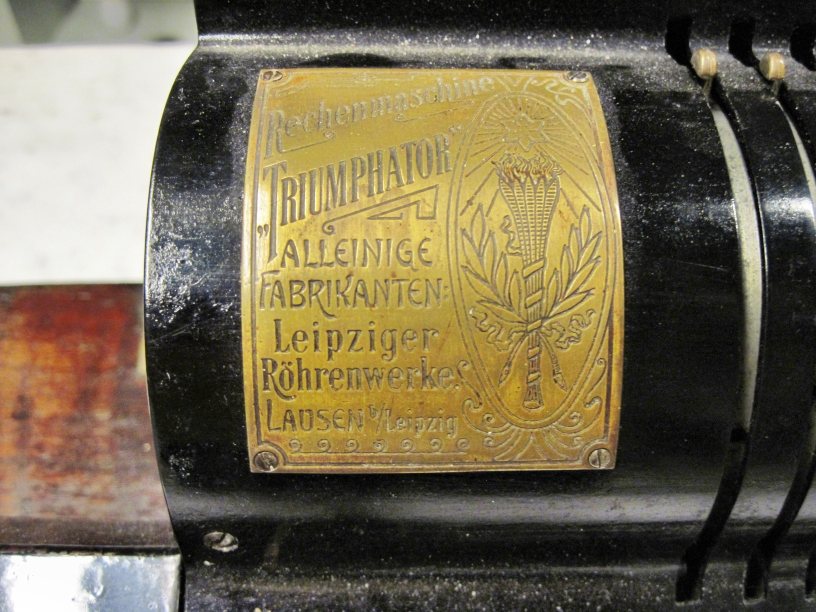 Rechenmaschine
„TRIUMPHATOR”
ALLEINIGE
FABRIKANTEN:
Leipziger
Röhrenwerke
LAUSEN b/Leipzig